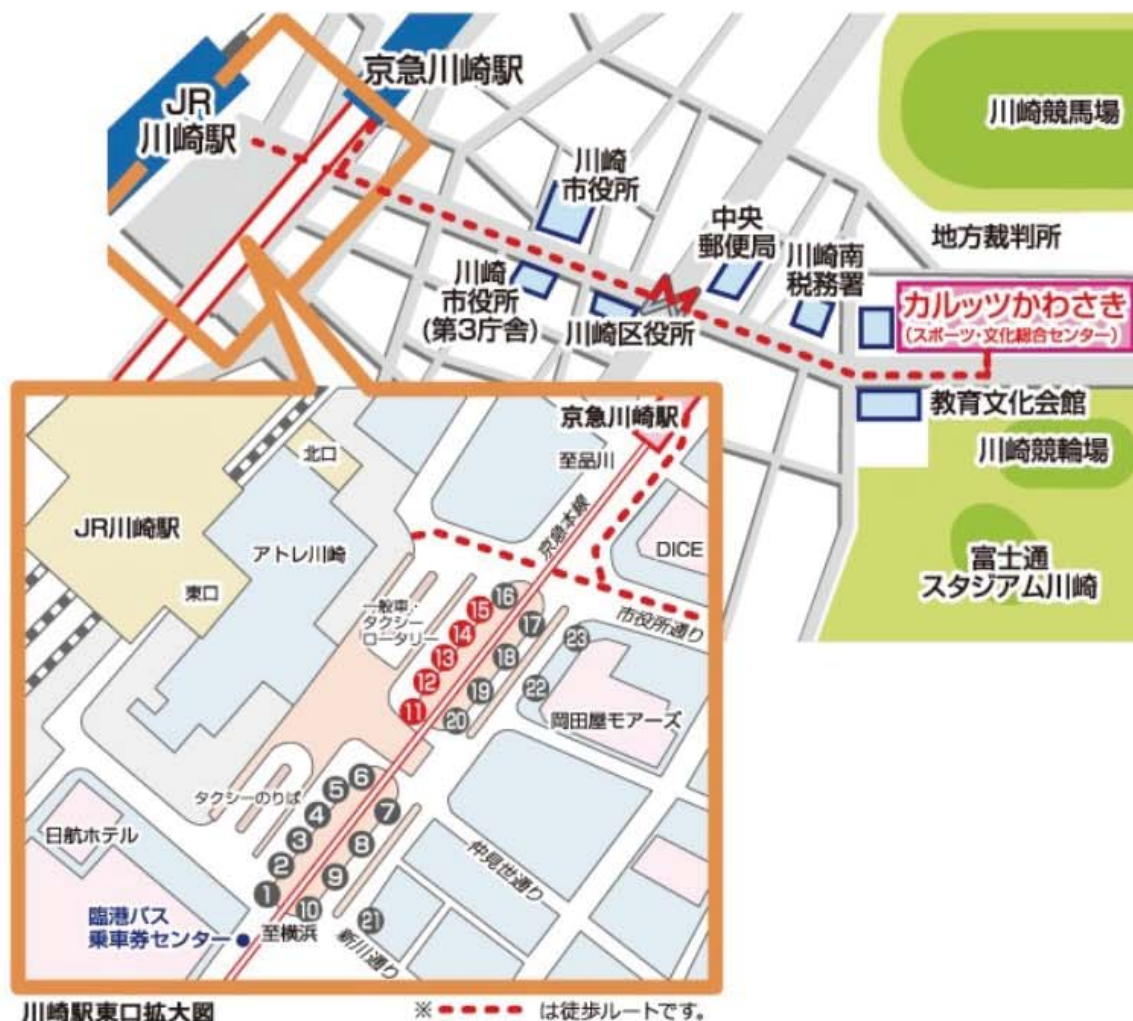 京急川崎駅
JR
川崎駅
川崎競馬場
川崎
市役所
中央
郵便局
地方裁判所
川崎南
税務署
川崎
市役所
(第3庁舎)
川崎区役所
カルッツかわさき
(スポーツ・文化総合センター)
教育文化会館
川崎競輪場
富士通
スタジアム川崎
京急川崎駅
至品川
北口
JR川崎駅
京急本線
アトレ川崎
DICE
東口
一般車・
タクシー
ロータリー
市役所通り
16
15
17
14
23
13
18
12
19
22
11
20
岡田屋モアーズ
タクシーのりば
6
5
7
4
日航ホテル
3
8
仲見世通り
2
9
1
10
21
臨港バス
乗車券センター
至横浜
新川通り
川崎駅東口拡大図
※ は徒歩ルートです。